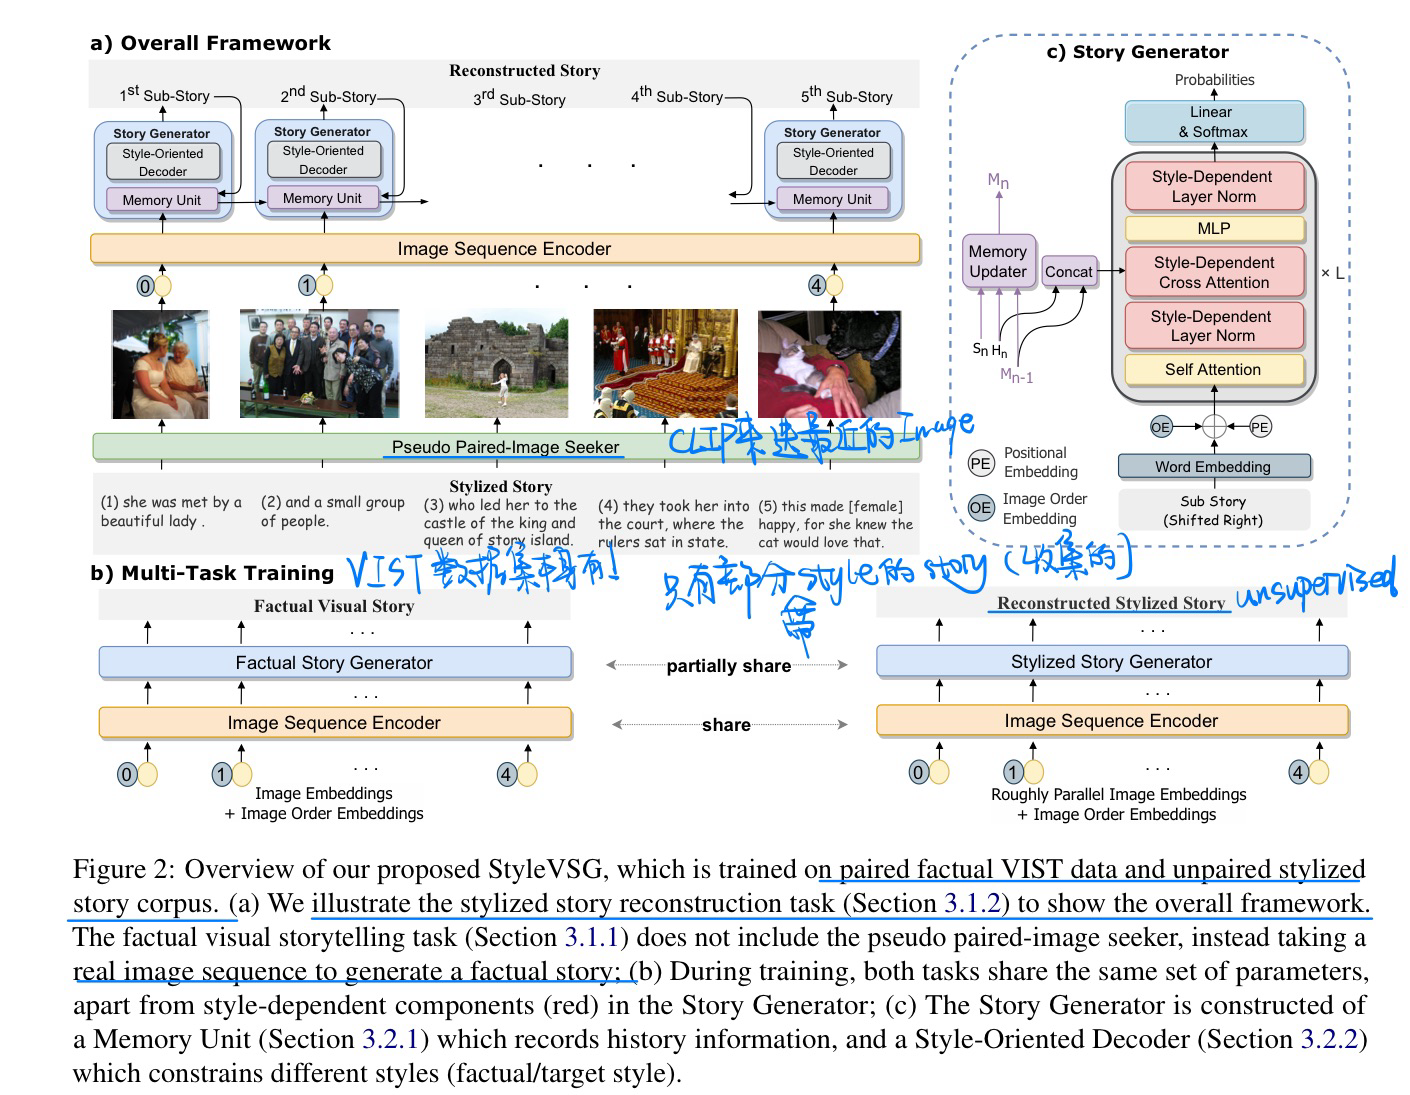 a) Overall Framework
Reconstructed Story
1st Sub-Story
2nd Sub-Story
3rd Sub-Story
4th Sub-Story
5th Sub-Story
Story Generator
Style-Oriented
Decoder
Memory Unit
Story Generator
Style-Oriented
Decoder
Memory Unit
. . .
Story Generator
Style-Oriented
Decoder
Memory Unit
Image Sequence Encoder
0
1
. . .
4
Pseudo Paired-Image Seeker
CLIP来选最近的Image
Stylized Story
(1) she was met by a
beautiful lady .
(2) and a small group
of people.
(3) who led her to the
castle of the king and
queen of story island.
(4) they took her into
the court, where the
rulers sat in state.
(5) this made [female]
happy, for she knew the
cat would love that.
c) Story Generator
Probabilities
Linear
& Softmax
Style-Dependent
Layer Norm
MLP
Style-Dependent
Cross Attention
Style-Dependent
Layer Norm
Self Attention
× L
Mn
Memory
Updater
Concat
Sn Hn
Mn-1
OE
PE
Word Embedding
Sub Story
(Shifted Right)
PE
Positional
Embedding
OE
Image Order
Embedding
b) Multi-Task Training
VIST数据集本身有!
只有部分style的story (收集的]
unsupervised
Factual Visual Story
. . .
Factual Story Generator
. . .
Image Sequence Encoder
0
1
. . .
4
Image Embeddings
+ Image Order Embeddings
partially share
share
Reconstructed Stylized Story
. . .
Stylized Story Generator
. . .
Image Sequence Encoder
0
1
. . .
4
Roughly Parallel Image Embeddings
+ Image Order Embeddings
Figure 2: Overview of our proposed StyleVSG, which is trained on paired factual VIST data and unpaired stylized
story corpus. (a) We illustrate the stylized story reconstruction task (Section 3.1.2) to show the overall framework.
The factual visual storytelling task (Section 3.1.1) does not include the pseudo paired-image seeker, instead taking a
real image sequence to generate a factual story; (b) During training, both tasks share the same set of parameters,
apart from style-dependent components (red) in the Story Generator; (c) The Story Generator is constructed of
a Memory Unit (Section 3.2.1) which records history information, and a Style-Oriented Decoder (Section 3.2.2)
which constrains different styles (factual/target style).